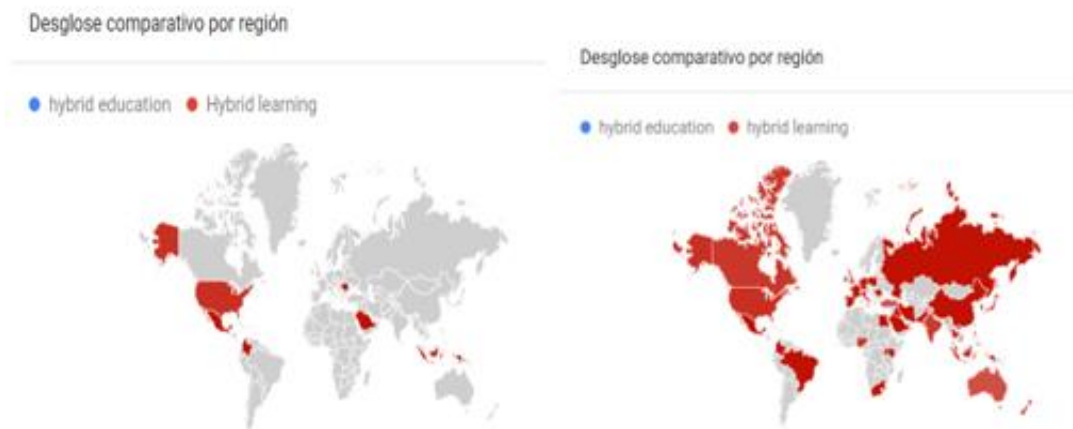 Desglose comparativo por región
hybrid education Hybrid learning
Desglose comparativo por región
hybrid education hybrid learning